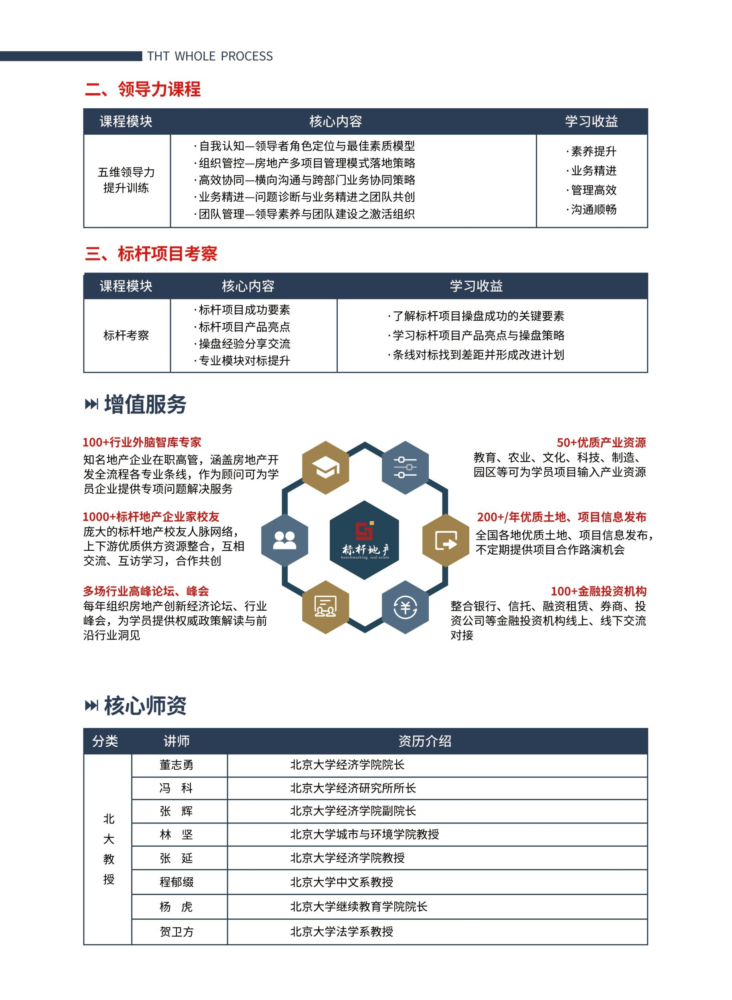 THT WHOLE PROCESS
二、领导力课程
课程模块 核心内容 学习收益
五维领导力
提升训练
·自我认知—领导者角色定位与最佳素质模型
·组织管控—房地产多项目管理模式落地策略
·高效协同—横向沟通与跨部门业务协同策略
·业务精进—问题诊断与业务精进之团队共创
·团队管理—领导素养与团队建设之激活组织
·素养提升
·业务精进
·管理高效
·沟通顺畅
三、标杆项目考察
课程模块 核心内容 学习收益
标杆考察
·标杆项目成功要素
·标杆项目产品亮点
·操盘经验分享交流
·专业模块对标提升
·了解标杆项目操盘成功的关键要素
·学习标杆项目产品亮点与操盘策略
·条线对标找到差距并形成改进计划
增值服务
100+行业外脑智库专家
知名地产企业在职高管，涵盖房地产开
发全流程各专业条线，作为顾问可为学
员企业提供专项问题解决服务
1000+标杆地产企业家校友
庞大的标杆地产校友人脉网络，
上下游优质供方资源整合，互相
交流、互访学习，合作共创
多场行业高峰论坛、峰会
每年组织房地产创新经济论坛、行业
峰会，为学员提供权威政策解读与前
沿行业洞见
标杆地产
benchmarking real estate
50+优质产业资源
教育、农业、文化、科技、制造、
园区等可为学员项目输入产业资源
200+/年优质土地、项目信息发布
全国各地优质土地、项目信息发布，
不定期提供项目合作路演机会
100+金融投资机构
整合银行、信托、融资租赁、券商、投
资公司等金融投资机构线上、线下交流
对接
核心师资
分类 讲师 资历介绍
北
大
教
授
董志勇 北京大学经济学院院长
冯 科 北京大学经济研究所所长
张 辉 北京大学经济学院副院长
林 坚 北京大学城市与环境学院教授
张 延 北京大学经济学院教授
程郁缀 北京大学中文系教授
杨 虎 北京大学继续教育学院院长
贺卫方 北京大学法学系教授